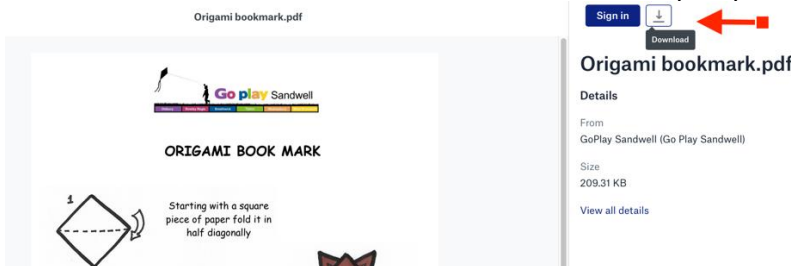 Origami bookmark.pdf
Sign in
Download
Go play Sandwell
ORIGAMI BOOK MARK
1
Starting with a square
piece of paper fold it in
half diagonally
Origami bookmark.pdf
Details
From
GoPlay Sandwell (Go Play Sandwell)
Size
209.31 KB
View all details